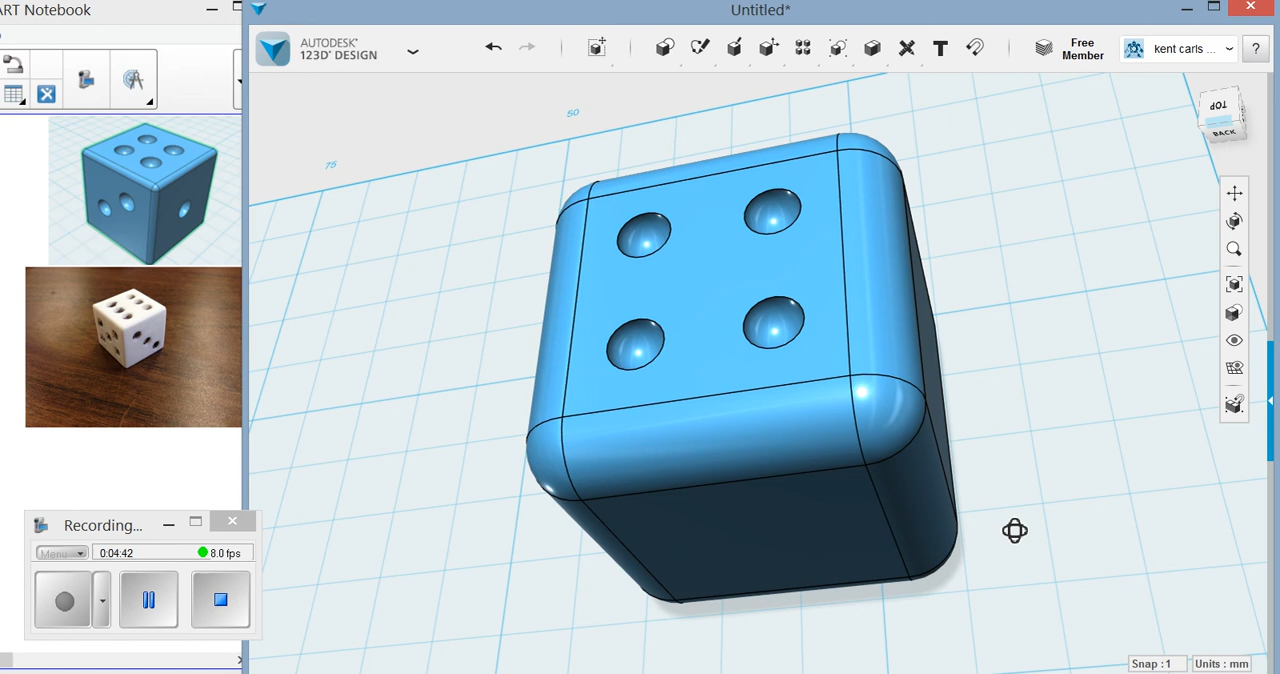 ART Notebook
Untitled*
AUTODESK®
123D® DESIGN
Free
Member
kent carls ...
?
TOP
BACK
50
75
Recording...
Menu
0:04:42
8.0 fps
Snap : 1
Units : mm